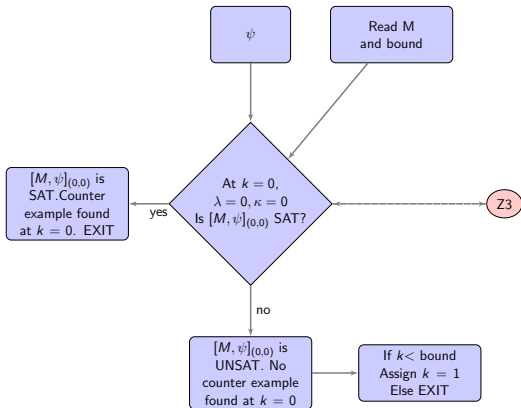 ψ
Read M
and bound
At k = 0,
λ = 0, κ = 0
Is [M, ψ](0,0) SAT?
[M, ψ](0,0) is
SAT.Counter
example found
at k = 0. EXIT
yes
Z3
no
[M, ψ](0,0) is
UNSAT. No
counter example
found at k = 0
If k< bound
Assign k = 1
Else EXIT